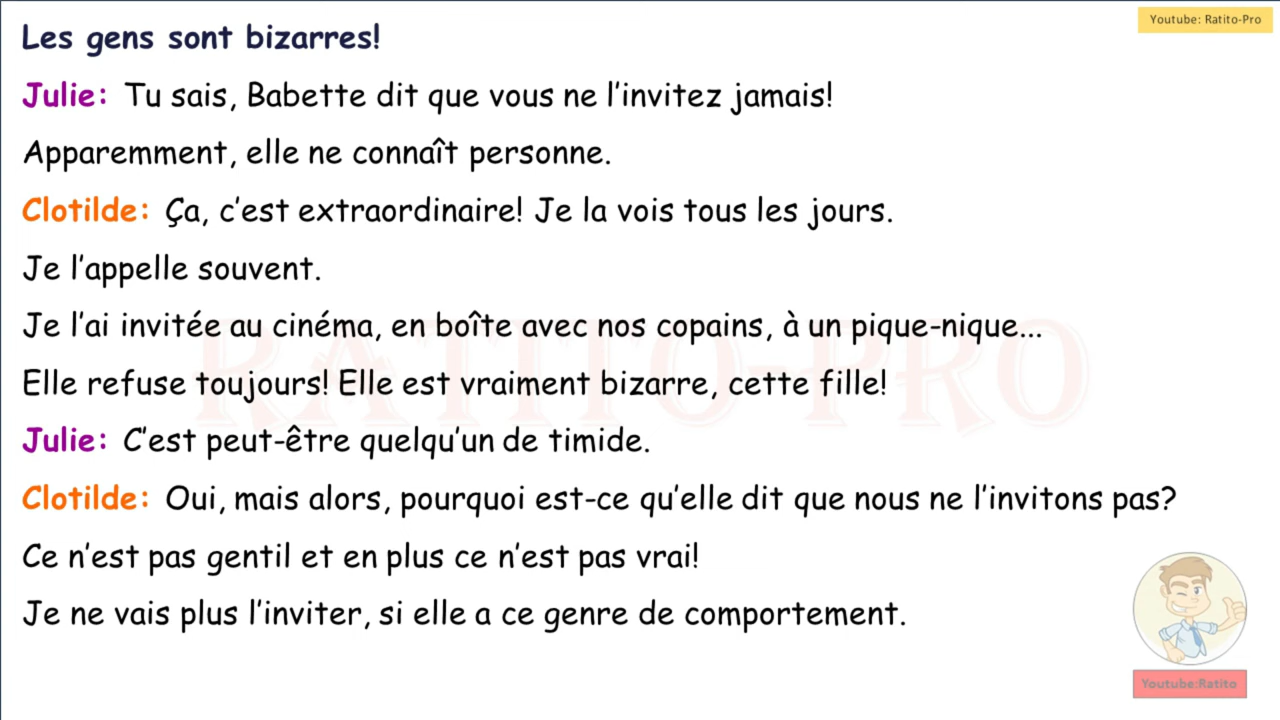 Youtube: Ratito-Pro
Les gens sont bizarres!
Julie: Tu sais, Babette dit que vous ne l'invitez jamais!
Apparemment, elle ne connaît personne.
Clotilde: Ça, c'est extraordinaire! Je la vois tous les jours.
Je l'appelle souvent.
Je l'ai invitée au cinéma, en boîte avec nos copains, à un pique-nique...
RATITO-PRO
Elle refuse toujours! Elle est vraiment bizarre, cette fille!
Julie: C'est peut-être quelqu'un de timide.
Clotilde: Oui, mais alors, pourquoi est-ce qu'elle dit que nous ne l'invitons pas?
Ce n'est pas gentil et en plus ce n'est pas vrai!
Je ne vais plus l'inviter, si elle a ce genre de comportement.
Youtube:Ratito